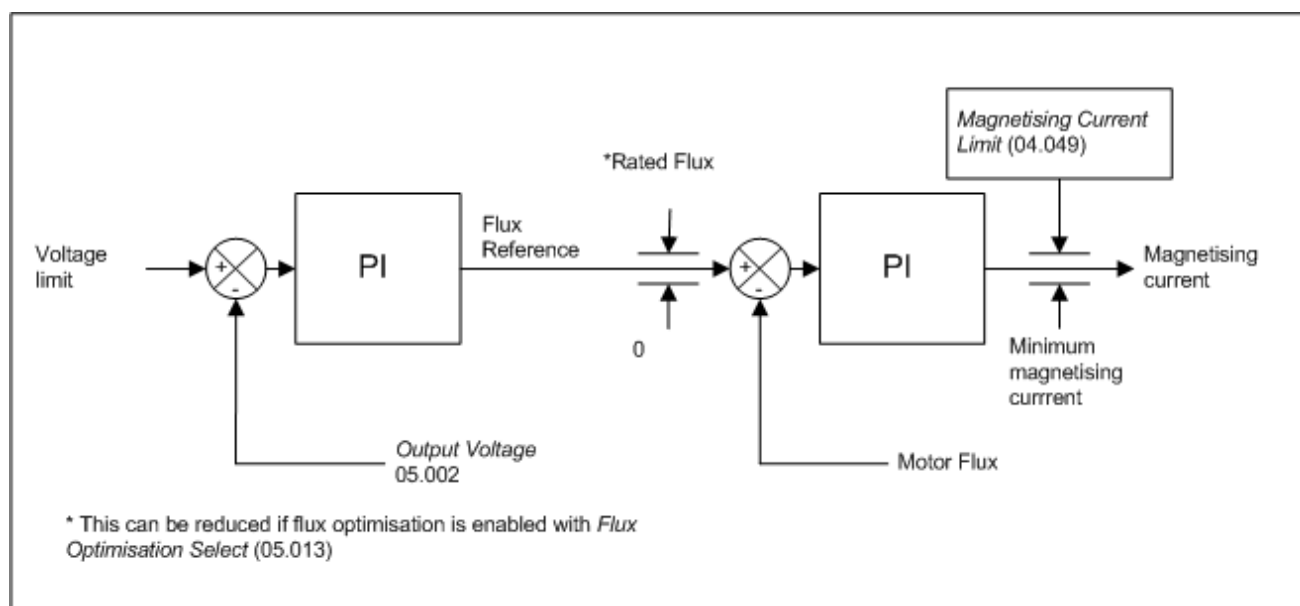 Magnetising Current
Limit (04.049)
*Rated Flux
Voltage
limit
+
-
PI
Flux
Reference
0
+
-
PI
Magnetising
current
Minimum
magnetising
currrent
Output Voltage
05.002
Motor Flux
* This can be reduced if flux optimisation is enabled with Flux
Optimisation Select (05.013)